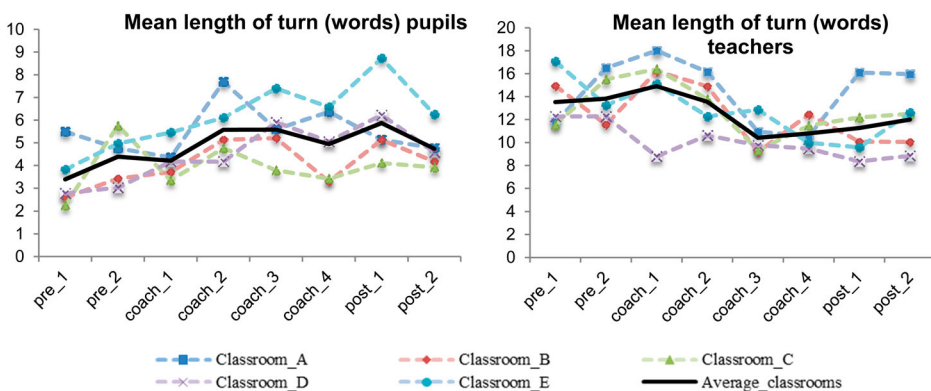 Mean length of turn (words) pupils
10
9
8
7
6
5
4
3
2
1
0
pre_1
pre_2
coach_1
coach_2
coach_3
coach_4
post_1
post_2
Mean length of turn (words)
teachers
20
18
16
14
12
10
8
6
4
2
0
pre_1
pre_2
coach_1
coach_2
coach_3
coach_4
post_1
post_2
Classroom_A
Classroom_B
Classroom_C
Classroom_D
Classroom_E
Average_classrooms